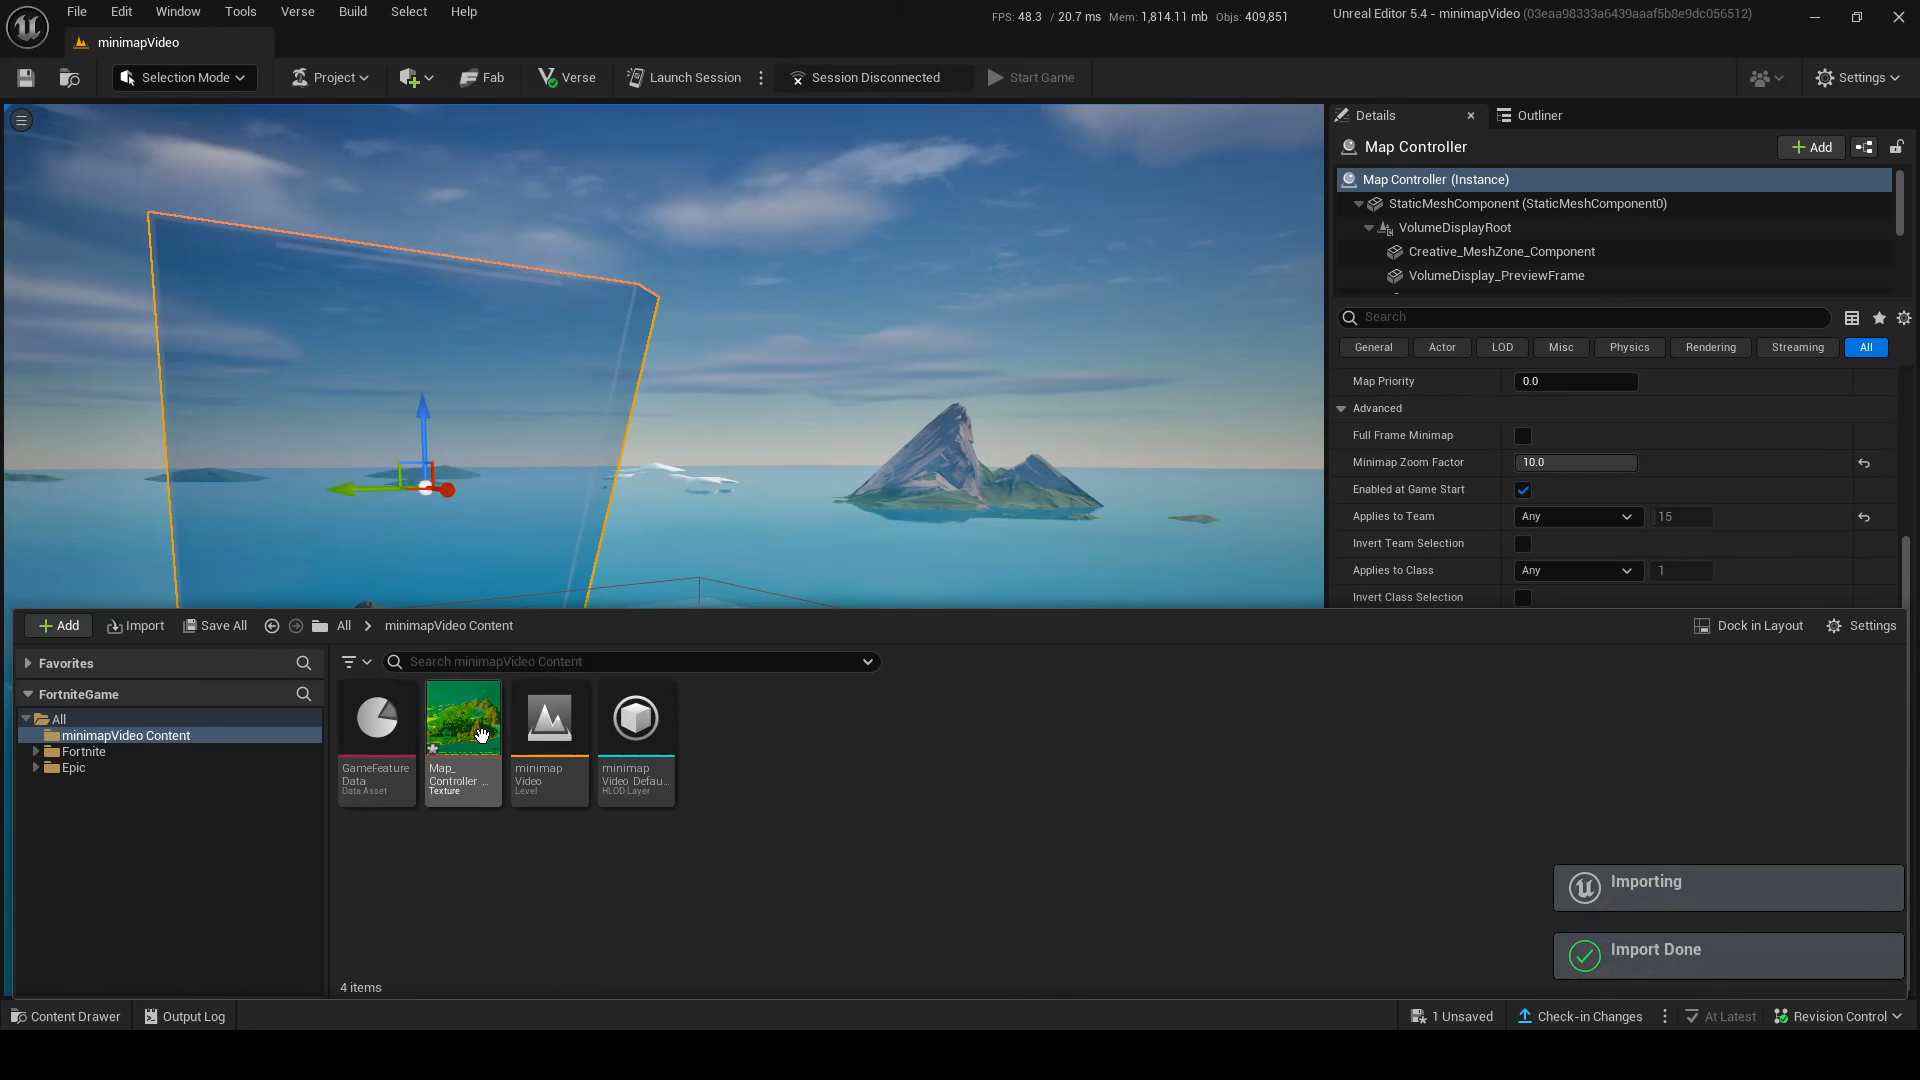 File Edit Window Tools Verse Build Select Help
FPS: 48.3 / 20.7 ms Mem: 1,814.11 mb Objs: 409,851
Unreal Editor 5.4 - minimapVideo (03eaa98333a6439aaaf5b8e9dc056512)
minimapVideo
Selection Mode Project Fab Verse Launch Session Session Disconnected Start Game Settings
Details Outliner
Map Controller Add
Map Controller (Instance)
StaticMeshComponent (StaticMeshComponent0)
VolumeDisplayRoot
Creative_MeshZone_Component
VolumeDisplay_PreviewFrame
Search
General Actor LOD Misc Physics Rendering Streaming All
Map Priority 0.0
Advanced
Full Frame Minimap
Minimap Zoom Factor 10.0
Enabled at Game Start
Applies to Team Any 15
Invert Team Selection
Applies to Class Any 1
Invert Class Selection
Add Import Save All All minimapVideo Content Dock in Layout Settings
Favorites
Search minimapVideo Content
FortniteGame
All
minimapVideo Content
Fortnite
Epic
GameFeature
Data
Data Asset
Map_
Controller_...
Texture
minimap
Video
Level
minimap
Video_Defau...
HLOD Layer
Importing
Import Done
4 items
Content Drawer Output Log 1 Unsaved Check-in Changes At Latest Revision Control